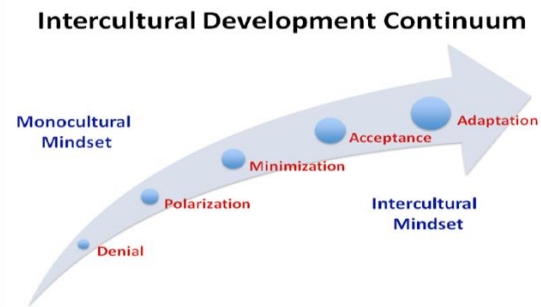 Intercultural Development Continuum
Monocultural
Mindset
Adaptation
Acceptance
Minimization
Polarization
Intercultural
Mindset
Denial